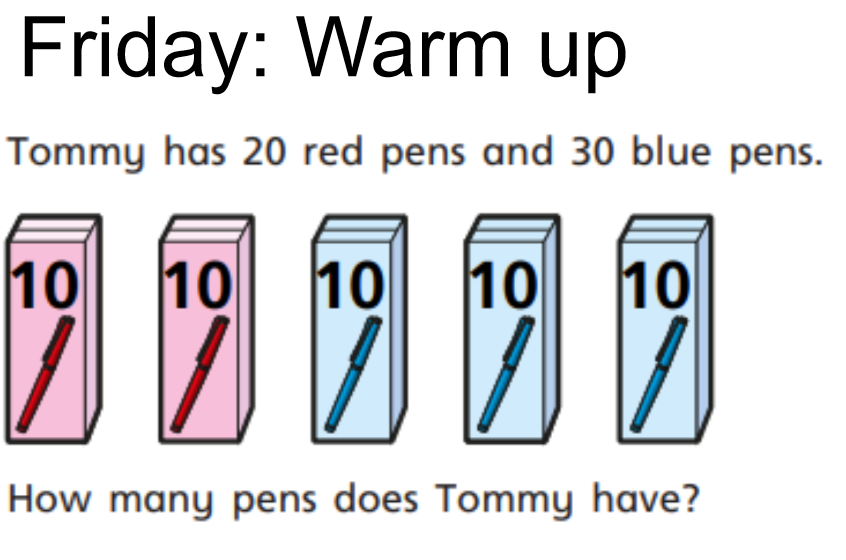 Friday: Warm up
Tommy has 20 red pens and 30 blue pens.
10 10 10 10 10
How many pens does Tommy have?